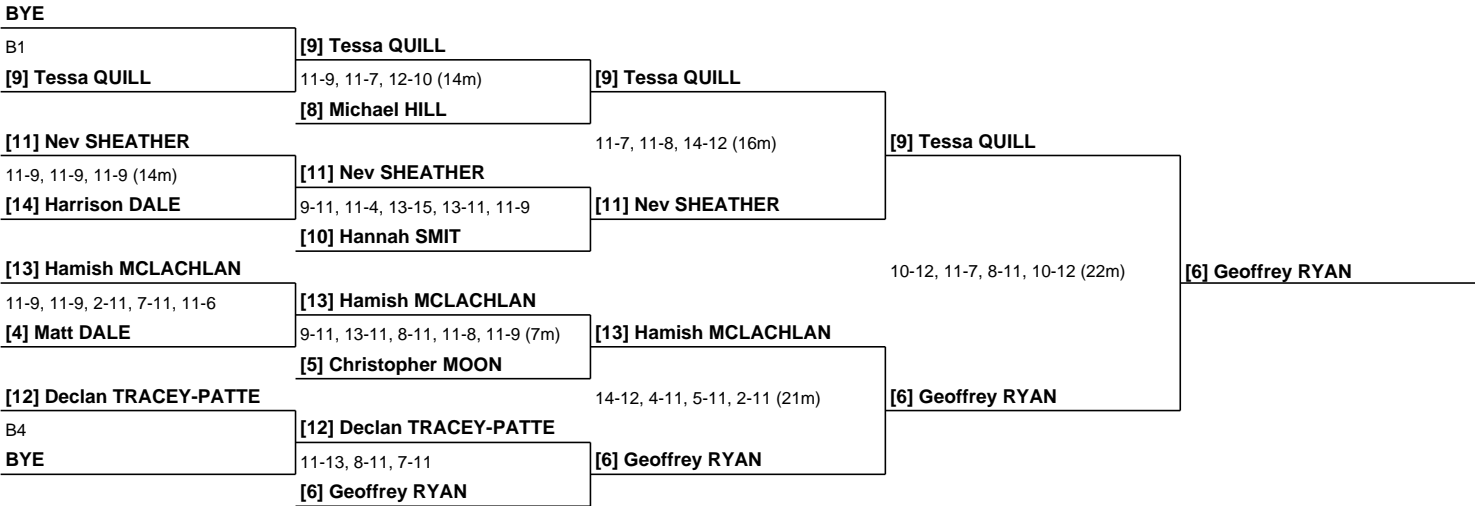 BYE
B1
[9] Tessa QUILL
[9] Tessa QUILL
11-9, 11-7, 12-10 (14m)
[9] Tessa QUILL
[8] Michael HILL
[11] Nev SHEATHER
11-7, 11-8, 14-12 (16m)
[9] Tessa QUILL
11-9, 11-9, 11-9 (14m)
[11] Nev SHEATHER
[14] Harrison DALE
9-11, 11-4, 13-15, 13-11, 11-9
[11] Nev SHEATHER
[10] Hannah SMIT
[13] Hamish MCLACHLAN
10-12, 11-7, 8-11, 10-12 (22m)
[6] Geoffrey RYAN
11-9, 11-9, 2-11, 7-11, 11-6
[13] Hamish MCLACHLAN
[4] Matt DALE
9-11, 13-11, 8-11, 11-8, 11-9 (7m)
[13] Hamish MCLACHLAN
[5] Christopher MOON
[12] Declan TRACEY-PATTE
14-12, 4-11, 5-11, 2-11 (21m)
[6] Geoffrey RYAN
B4
[12] Declan TRACEY-PATTE
BYE
11-13, 8-11, 7-11
[6] Geoffrey RYAN
[6] Geoffrey RYAN